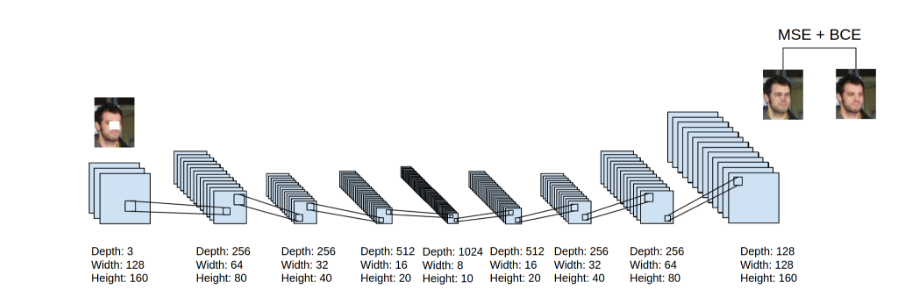 MSE + BCE
Depth: 3
Width: 128
Height: 160
Depth: 256
Width: 64
Height: 80
Depth: 256
Width: 32
Height: 40
Depth: 512
Width: 16
Height: 20
Depth: 1024
Width: 8
Height: 10
Depth: 512
Width: 16
Height: 20
Depth: 256
Width: 32
Height: 40
Depth: 256
Width: 64
Height: 80
Depth: 128
Width: 128
Height: 160